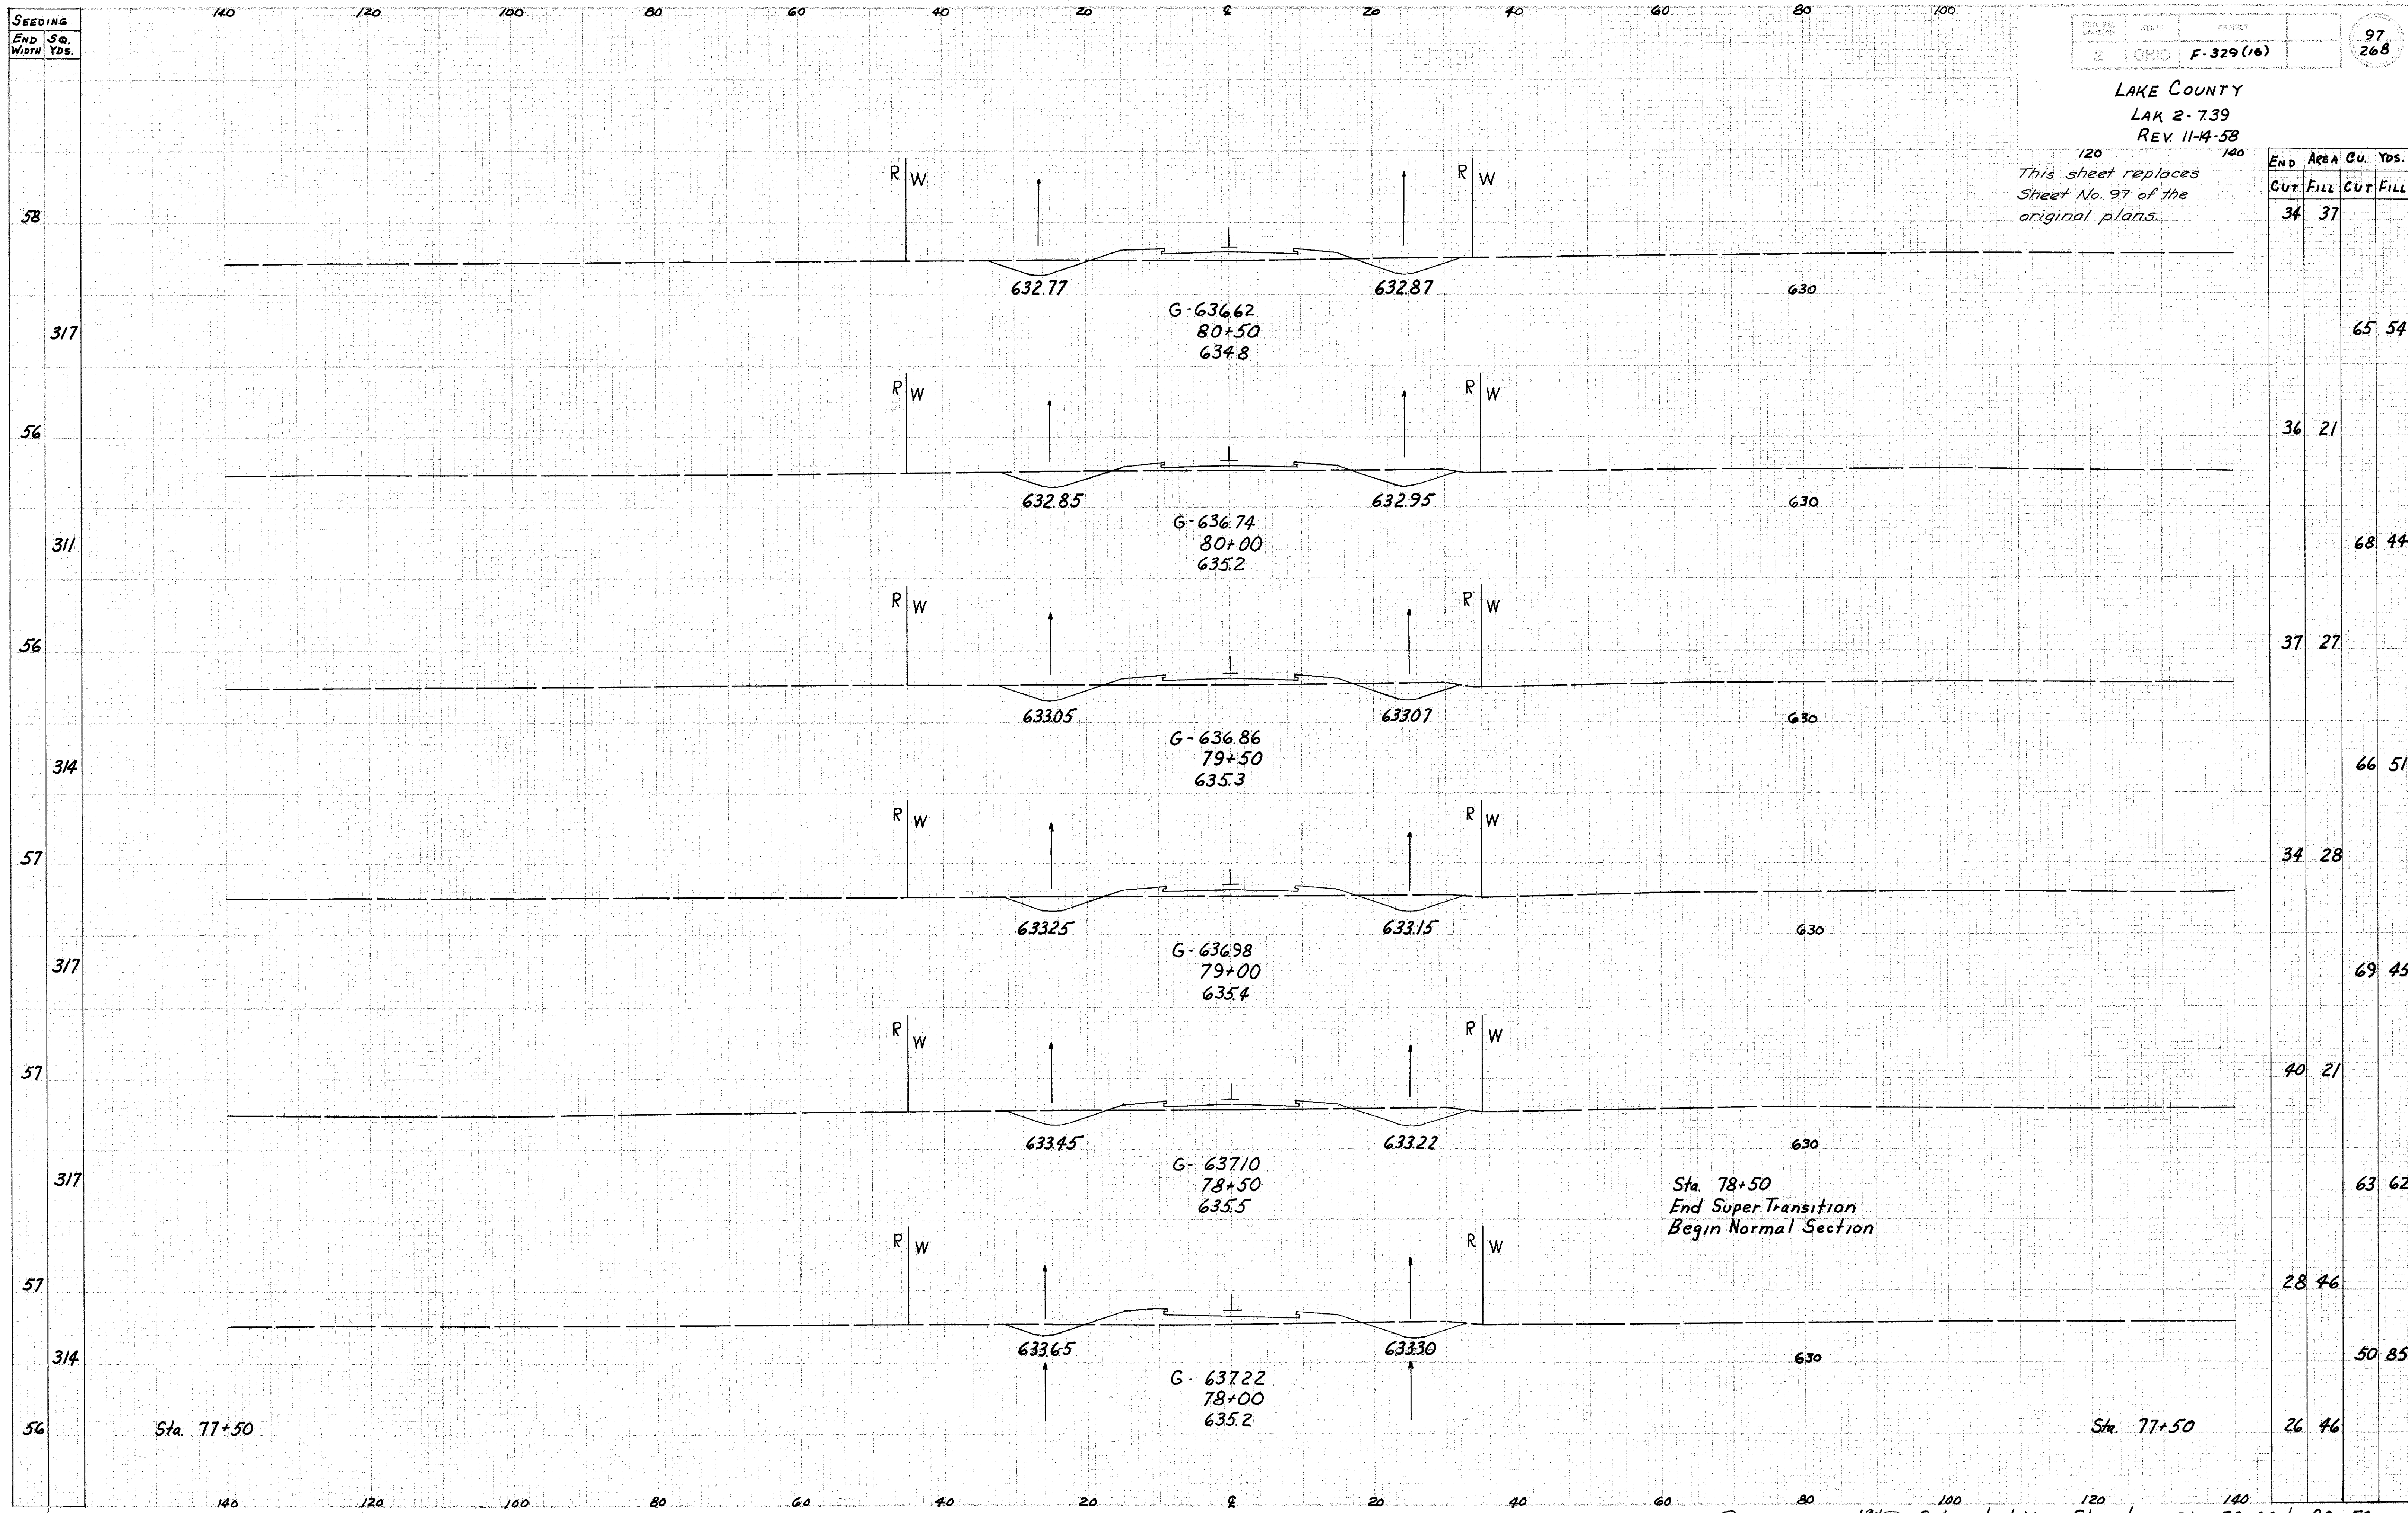 140 120 100 80 60 40 20 ℄ 20 40 60 80 100
SEEDING
END WIDTH SQ. YDS.
2 OHIO F-329(16)
97
268
LAKE COUNTY
LAK 2-7.39
REV. 11-14-58
120 140
This sheet replaces
Sheet No. 97 of the
original plans.
END AREA CU. YDS.
CUT FILL CUT FILL
58
R W R W
34 37
632.77 632.87 630
G-636.62
80+50
634.8
317
65 54
R W R W
56
36 21
632.85 632.95 630
G-636.74
80+00
635.2
311
68 44
R W R W
56
37 27
633.05 633.07 630
G-636.86
79+50
635.3
314
66 51
R W R W
57
34 28
633.25 633.15 630
G-636.98
79+00
635.4
317
69 45
R W R W
57
40 21
633.45 633.22 630
G-637.10
78+50
635.5
317
63 62
Sta. 78+50
End Super Transition
Begin Normal Section
R W R W
57
28 46
633.65 633.30 630
G-637.22
78+00
635.2
314
50 85
56 Sta. 77+50 Sta. 77+50 26 46
140 120 100 80 60 40 20 ℄ 20 40 60 80 100 120 140